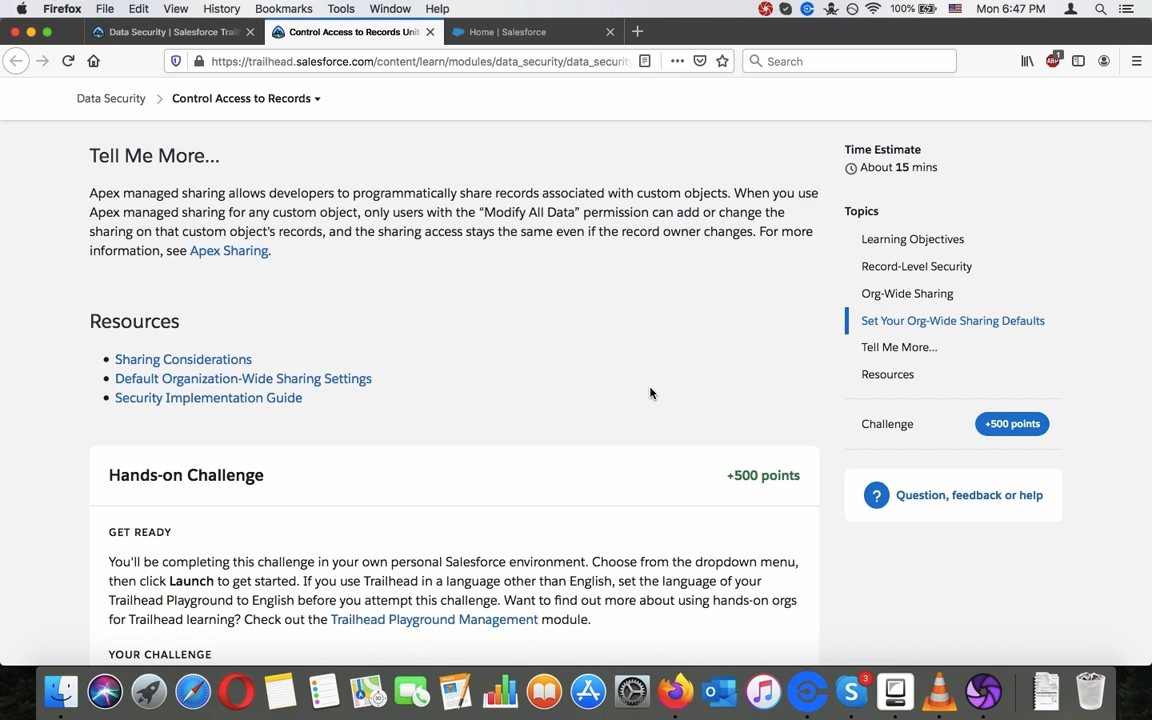 Firefox File Edit View History Bookmarks Tools Window Help 100% Mon 6:47 PM
Data Security | Salesforce Trail Control Access to Records Unit Home | Salesforce
https://trailhead.salesforce.com/content/learn/modules/data_security/data_securit Search
ABP 1
Data Security Control Access to Records
Tell Me More...
Apex managed sharing allows developers to programmatically share records associated with custom objects. When you use
Apex managed sharing for any custom object, only users with the “Modify All Data” permission can add or change the
sharing on that custom object's records, and the sharing access stays the same even if the record owner changes. For more
information, see Apex Sharing.
Resources
• Sharing Considerations
• Default Organization-Wide Sharing Settings
• Security Implementation Guide
Hands-on Challenge +500 points
GET READY
You'll be completing this challenge in your own personal Salesforce environment. Choose from the dropdown menu,
then click Launch to get started. If you use Trailhead in a language other than English, set the language of your
Trailhead Playground to English before you attempt this challenge. Want to find out more about using hands-on orgs
for Trailhead learning? Check out the Trailhead Playground Management module.
YOUR CHALLENGE
Time Estimate
About 15 mins
Topics
Learning Objectives
Record-Level Security
Org-Wide Sharing
Set Your Org-Wide Sharing Defaults
Tell Me More...
Resources
Challenge +500 points
? Question, feedback or help
3